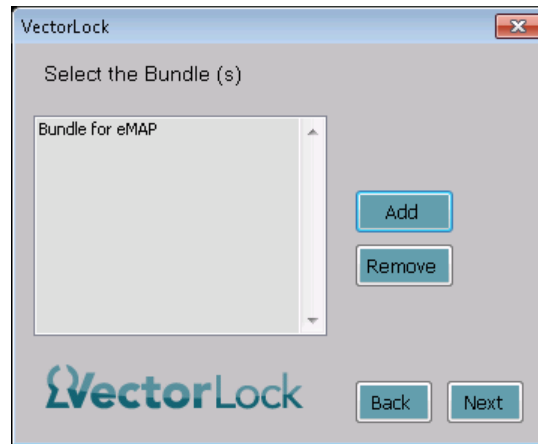 VectorLock
Select the Bundle (s)
Bundle for eMAP
Add
Remove
VectorLock
Back
Next